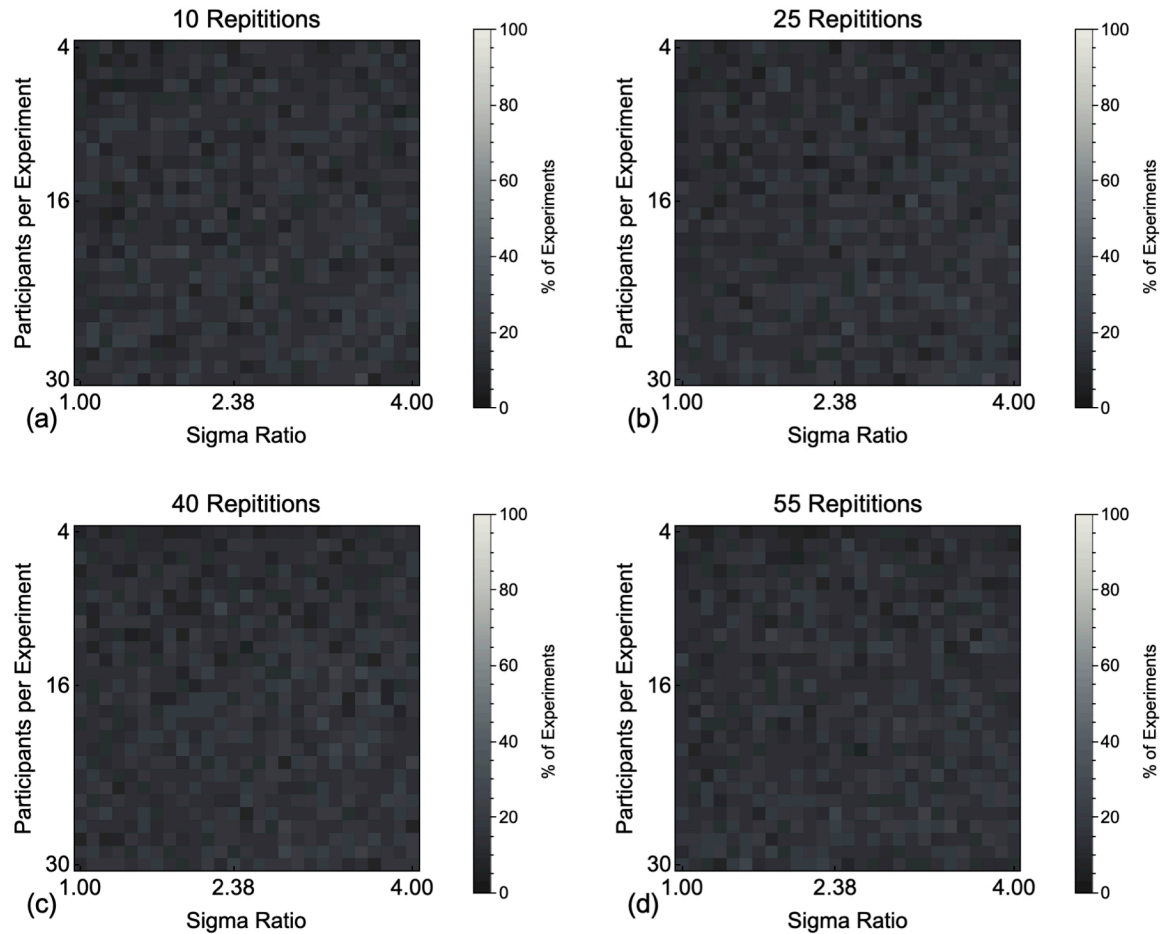 10 Repititions
25 Repititions
4
16
30
1.00 2.38 4.00
Participants per Experiment
Sigma Ratio
(a)
100
80
60
40
20
0
% of Experiments
4
16
30
1.00 2.38 4.00
Participants per Experiment
Sigma Ratio
(b)
100
80
60
40
20
0
% of Experiments
40 Repititions
55 Repititions
4
16
30
1.00 2.38 4.00
Participants per Experiment
Sigma Ratio
(c)
100
80
60
40
20
0
% of Experiments
4
16
30
1.00 2.38 4.00
Participants per Experiment
Sigma Ratio
(d)
100
80
60
40
20
0
% of Experiments